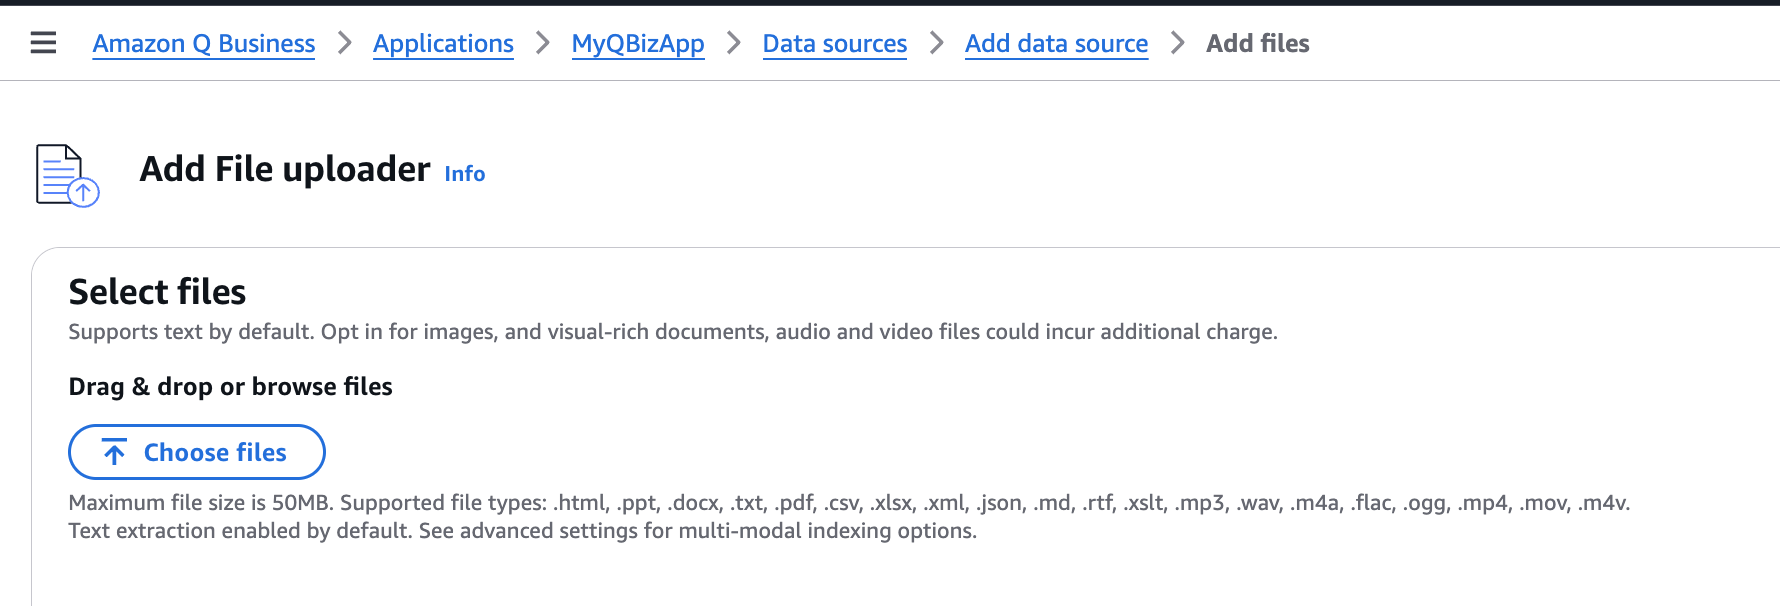 Amazon Q Business > Applications > MyQBizApp > Data sources > Add data source > Add files
Add File uploader Info
Select files
Supports text by default. Opt in for images, and visual-rich documents, audio and video files could incur additional charge.
Drag & drop or browse files
Choose files
Maximum file size is 50MB. Supported file types: .html, .ppt, .docx, .txt, .pdf, .csv, .xlsx, .xml, .json, .md, .rtf, .xslt, .mp3, .wav, .m4a, .flac, .ogg, .mp4, .mov, .m4v.
Text extraction enabled by default. See advanced settings for multi-modal indexing options.